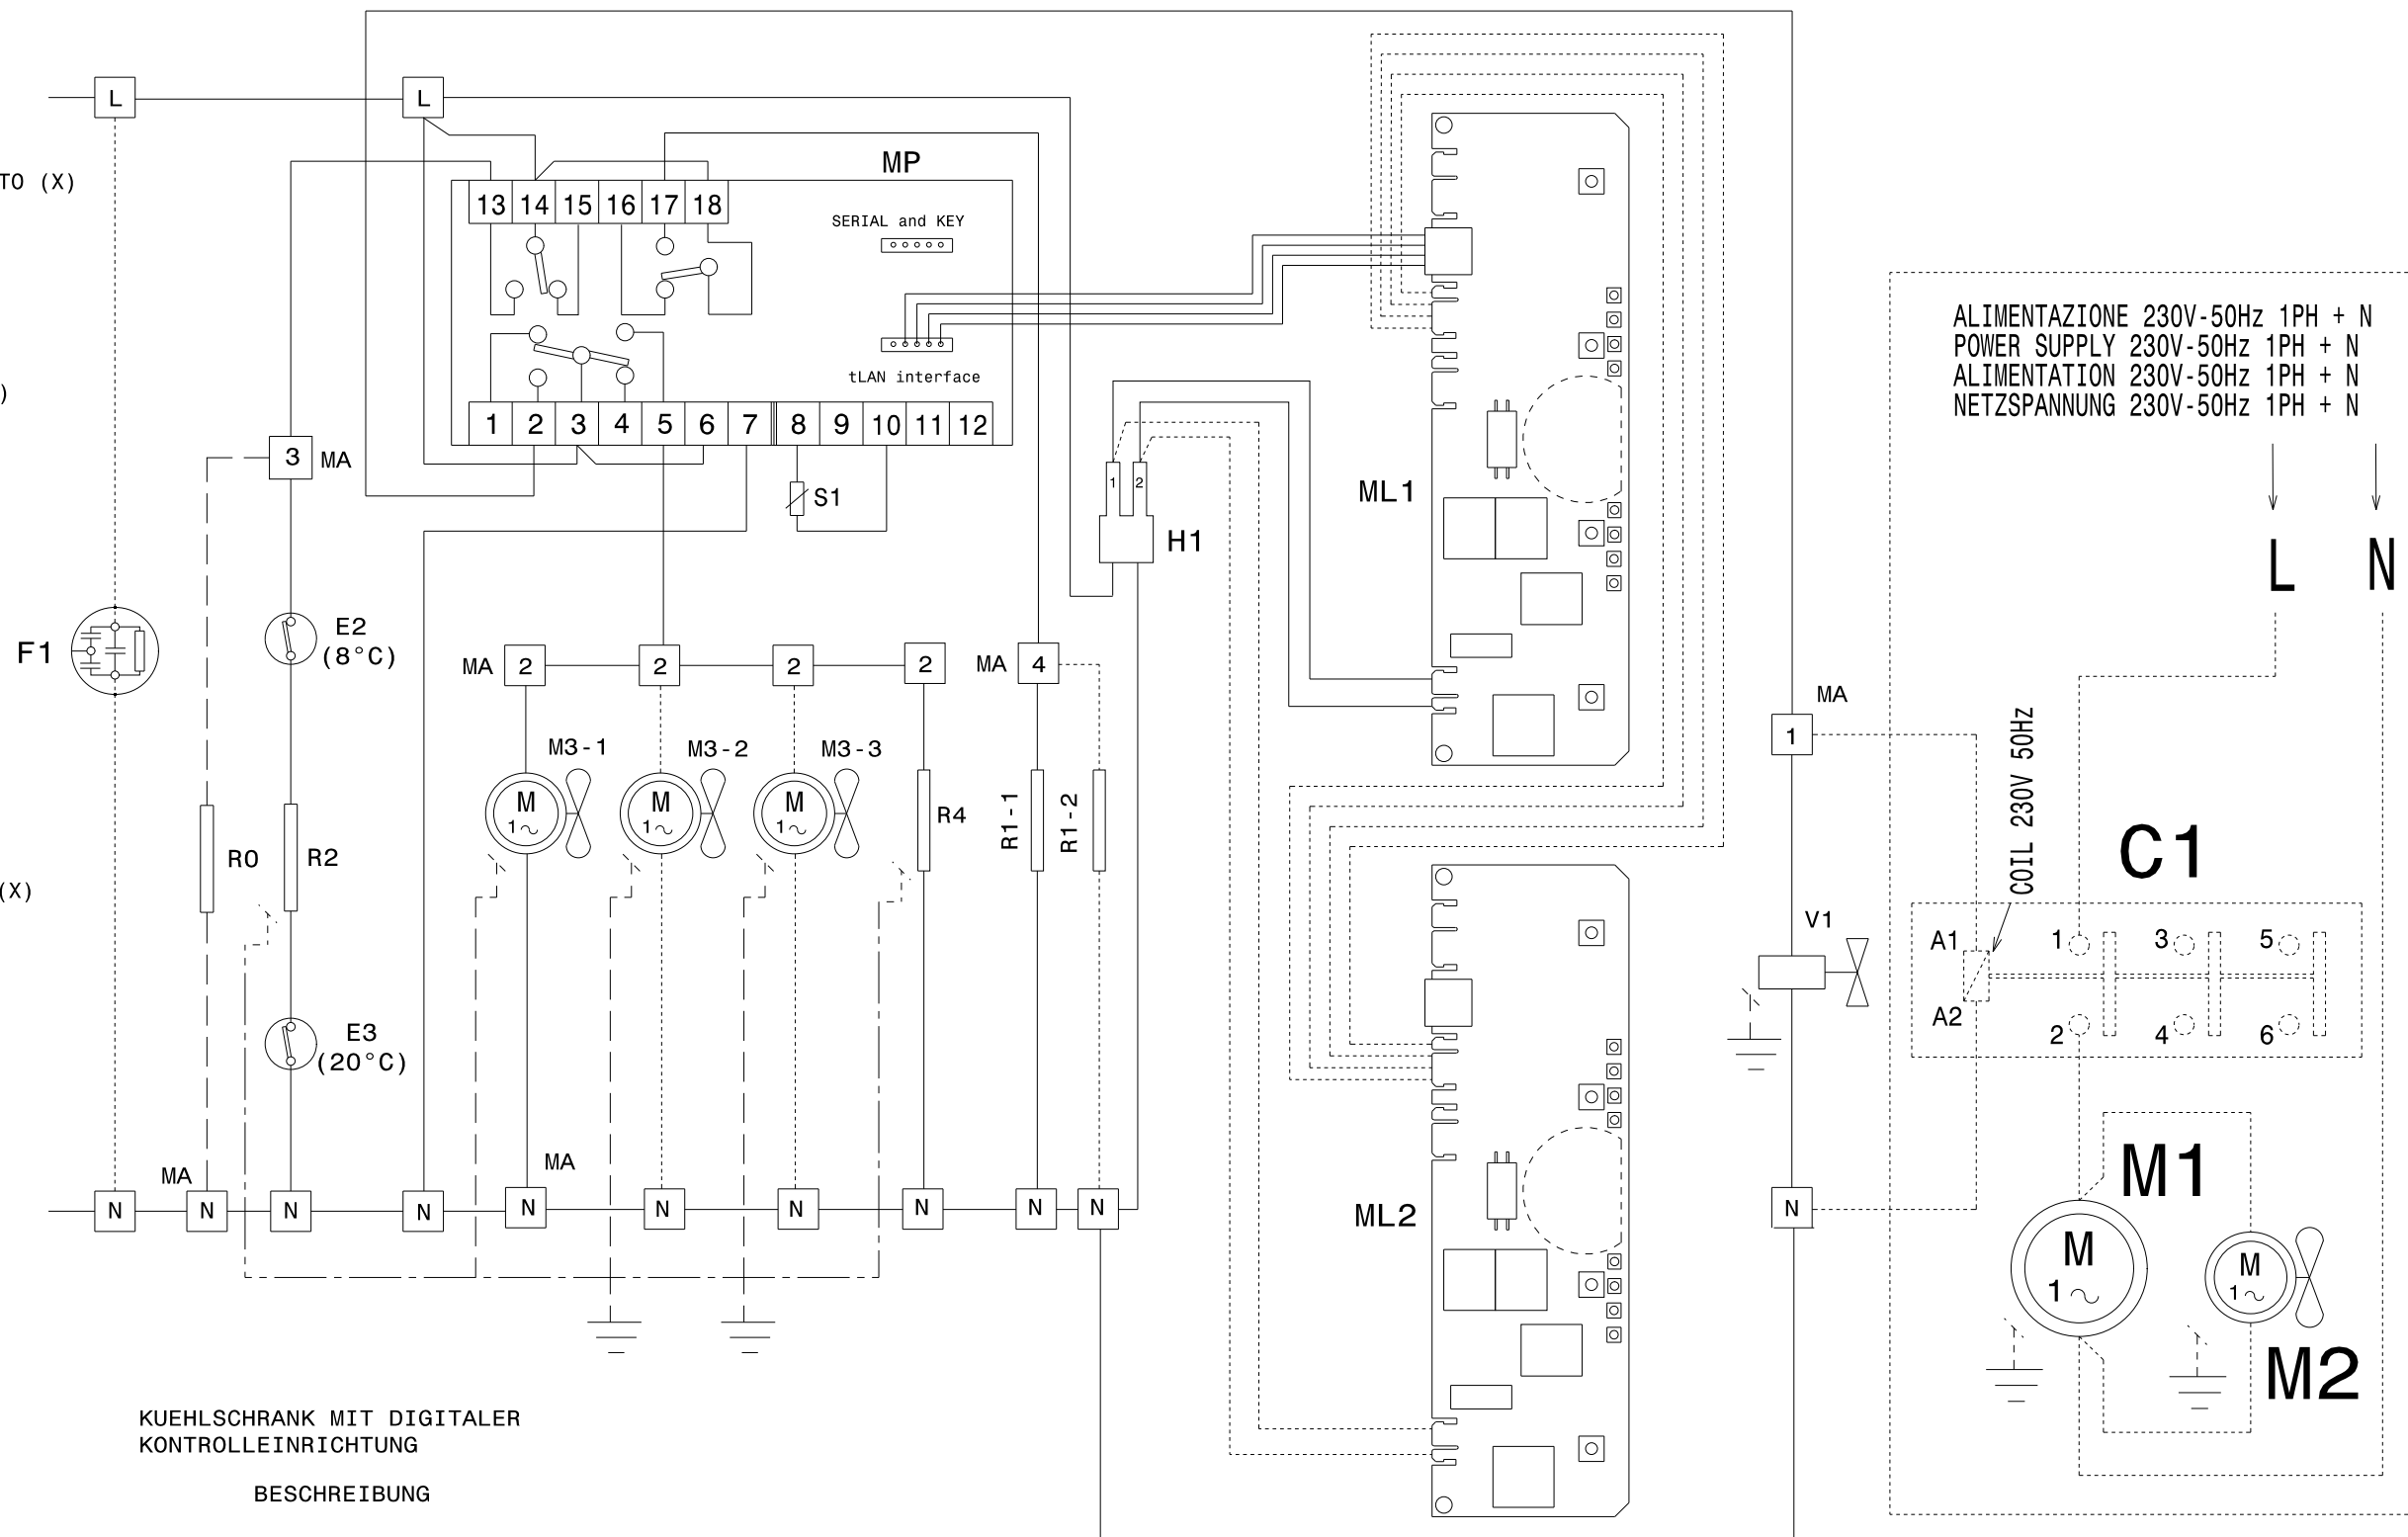 L
L
TO (X)
MP
13 14 15 16 17 18
SERIAL and KEY
tLAN interface
)
1 2 3 4 5 6 7 8 9 10 11 12
3 MA
S1
1 2
H1
ML1
ALIMENTAZIONE 230V-50Hz 1PH + N
POWER SUPPLY 230V-50Hz 1PH + N
ALIMENTATION 230V-50Hz 1PH + N
NETZSPANNUNG 230V-50Hz 1PH + N
L N
F1
E2
(8°C)
MA 2 2 2 2 MA 4
MA
1
M3-1 M3-2 M3-3
M
1
M
1
M
1
R4
R1-1
R1-2
R0
R2
(X)
COIL 230V 50Hz
C1
V1
A1 1 3 5
A2 2 4 6
E3
(20°C)
MA
MA
N N N N N N N N N N
N
ML2
M1
M
1
M
1
M2
KUEHLSCHRANK MIT DIGITALER
KONTROLLEINRICHTUNG
BESCHREIBUNG